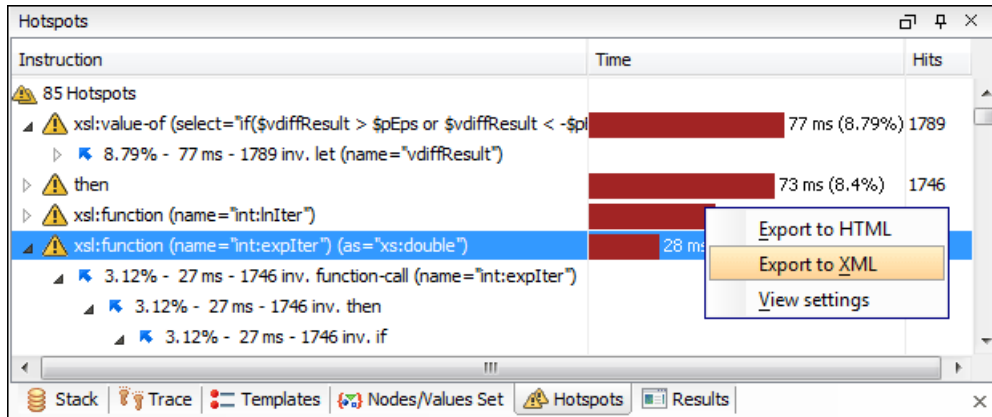 Hotspots
Instruction Time Hits
85 Hotspots
xsl:value-of (select="if($vdiffResult > $pEps or $vdiffResult < -$pl 77 ms (8.79%) 1789
8.79% - 77 ms - 1789 inv. let (name="vdiffResult")
then 73 ms (8.4%) 1746
xsl:function (name="int:lnIter")
Export to HTML
xsl:function (name="int:expIter") (as="xs:double") 28 ms
Export to XML
3.12% - 27 ms - 1746 inv. function-call (name="int:expIter")
View settings
3.12% - 27 ms - 1746 inv. then
3.12% - 27 ms - 1746 inv. if
Stack Trace Templates Nodes/Values Set Hotspots Results